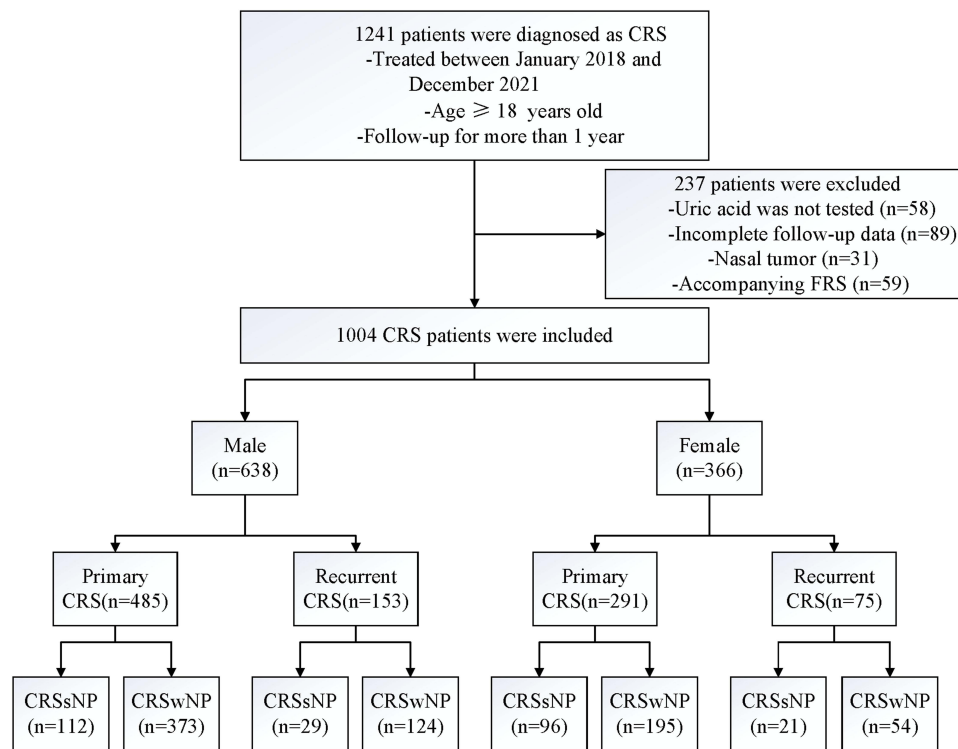 1241 patients were diagnosed as CRS
-Treated between January 2018 and
December 2021
-Age ⩾ 18 years old
-Follow-up for more than 1 year
237 patients were excluded
-Uric acid was not tested (n=58)
-Incomplete follow-up data (n=89)
-Nasal tumor (n=31)
-Accompanying FRS (n=59)
1004 CRS patients were included
Male
(n=638)
Female
(n=366)
Primary
CRS(n=485)
Recurrent
CRS(n=153)
Primary
CRS(n=291)
Recurrent
CRS(n=75)
CRSsNP
(n=112)
CRSwNP
(n=373)
CRSsNP
(n=29)
CRSwNP
(n=124)
CRSsNP
(n=96)
CRSwNP
(n=195)
CRSsNP
(n=21)
CRSwNP
(n=54)